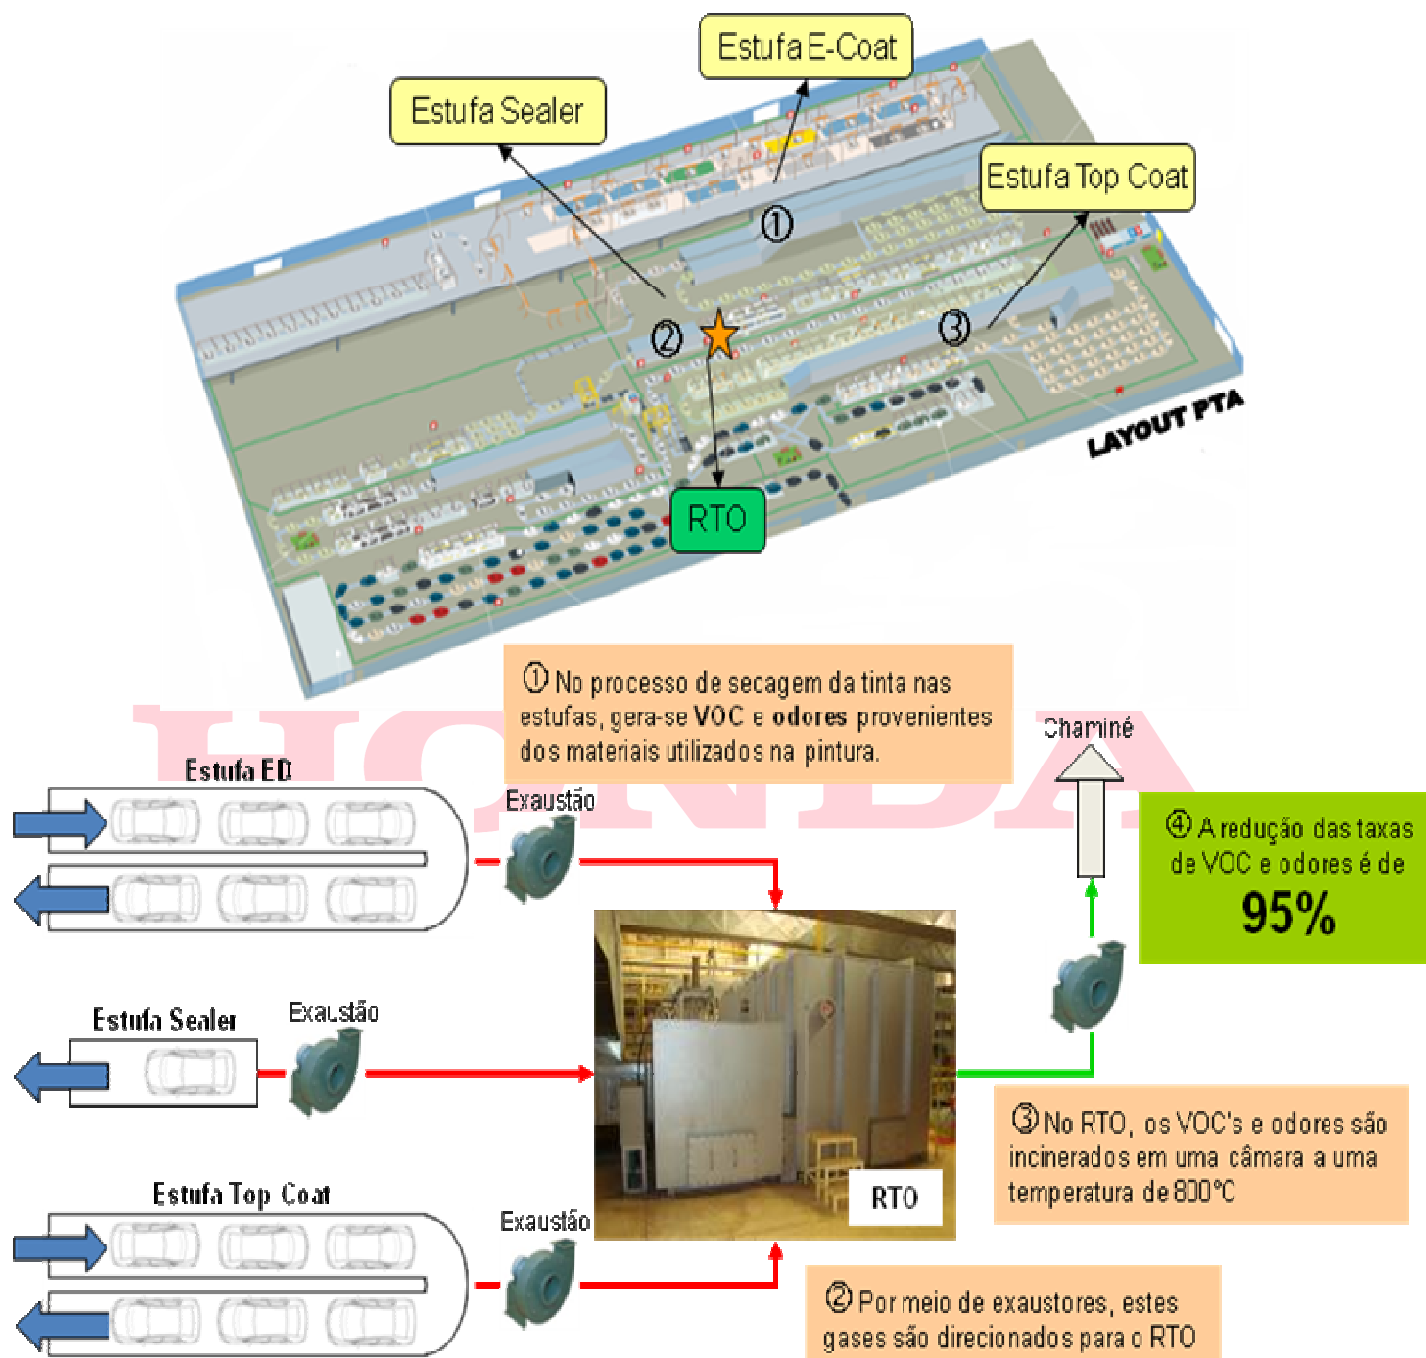 Estufa E-Coat
Estufa Sealer
Estufa Top Coat
①
②
③
LAYOUT PTA
RTO
① No processo de secagem da tinta nas
estufas, gera-se VOC e odores provenientes
dos materiais utilizados na pintura.
HONDA
Chaminé
Estufa ED
Exaustão
④ A redução das taxas
de VOC e odores é de
95%
Estufa Sealer
Exaustão
③ No RTO, os VOC's e odores são
incinerados em uma câmara a uma
temperatura de 800°C
RTO
Estufa Top Coat
Exaustão
② Por meio de exaustores, estes
gases são direcionados para o RTO